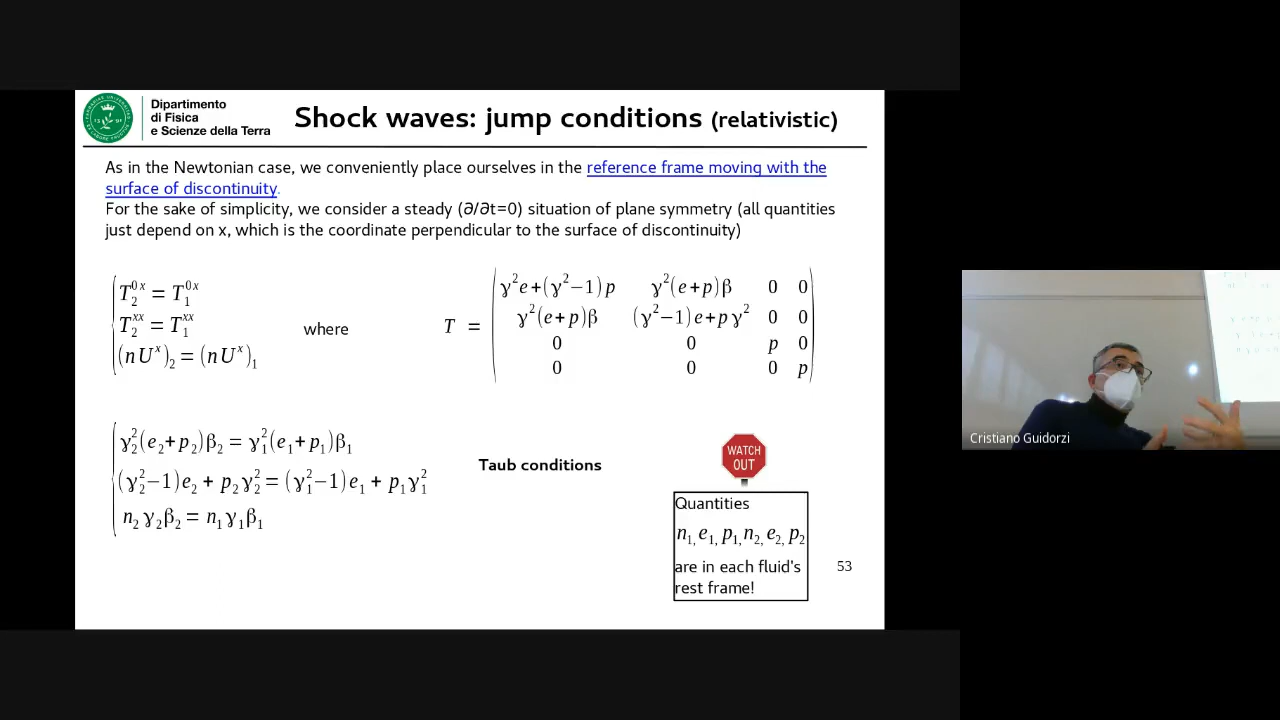 Dipartimento
di Fisica
e Scienze della Terra
Shock waves: jump conditions (relativistic)
As in the Newtonian case, we conveniently place ourselves in the reference frame moving with the
surface of discontinuity.
For the sake of simplicity, we consider a steady (∂/∂t=0) situation of plane symmetry (all quantities
just depend on x, which is the coordinate perpendicular to the surface of discontinuity)
T₂⁰ˣ = T₁⁰ˣ
T₂ˣˣ = T₁ˣˣ
(n Uˣ)₂ = (n Uˣ)₁
where
T =
γ²e+(γ²−1)p γ²(e+p)β 0 0
γ²(e+p)β (γ²−1)e+pγ² 0 0
0 0 p 0
0 0 0 p
γ₂²(e₂+p₂)β₂ = γ₁²(e₁+p₁)β₁
(γ₂²−1)e₂ + p₂γ₂² = (γ₁²−1)e₁ + p₁γ₁²
n₂γ₂β₂ = n₁γ₁β₁
Taub conditions
WATCH
OUT
Quantities
n₁, e₁, p₁, n₂, e₂, p₂
are in each fluid's
rest frame!
53
Cristiano Guidorzi